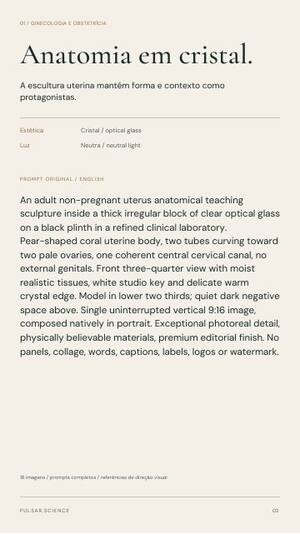 01 / GINECOLOGIA E OBSTETRÍCIA
Anatomia em cristal.
A escultura uterina mantém forma e contexto como
protagonistas.
Estética Cristal / optical glass
Luz Neutra / neutral light
PROMPT ORIGINAL / ENGLISH
An adult non-pregnant uterus anatomical teaching
sculpture inside a thick irregular block of clear optical glass
on a black plinth in a refined clinical laboratory.
Pear-shaped coral uterine body, two tubes curving toward
two pale ovaries, one coherent central cervical canal, no
external genitals. Front three-quarter view with moist
realistic tissues, white studio key and delicate warm
crystal edge. Model in lower two thirds; quiet dark negative
space above. Single uninterrupted vertical 9:16 image,
composed natively in portrait. Exceptional photoreal detail,
physically believable materials, premium editorial finish. No
panels, collage, words, captions, labels, logos or watermark.
18 imagens / prompts completos / referências de direção visual
PULSAR.SCIENCE 02